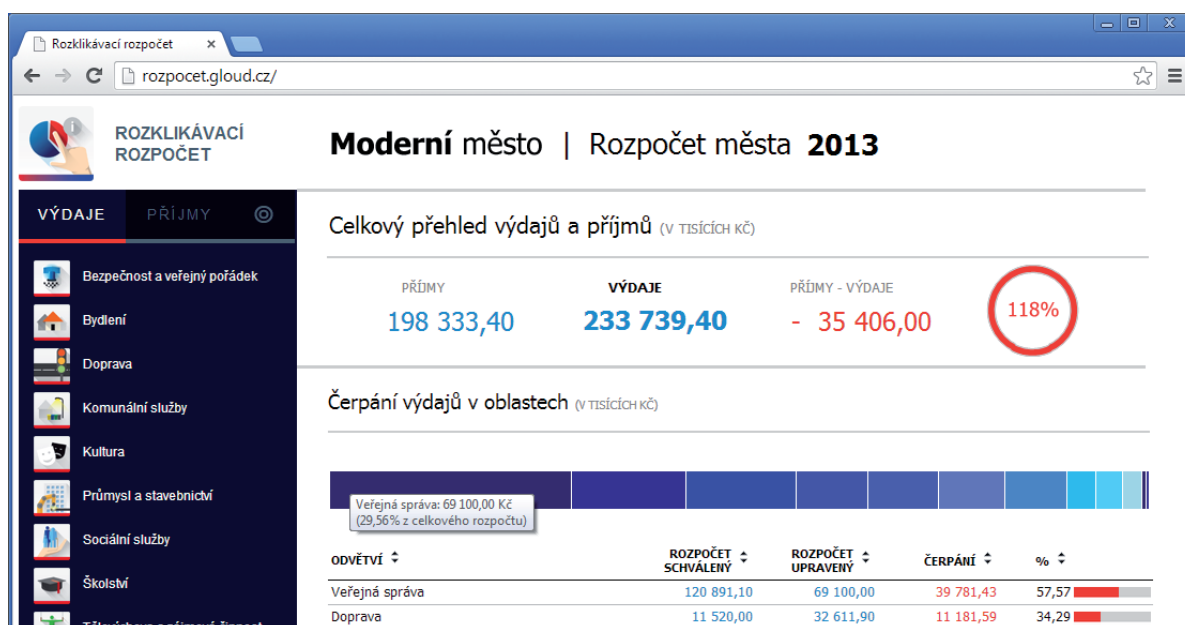 Rozklikávací rozpočet
rozpocet.gloud.cz/
ROZKLIKÁVACÍ
ROZPOČET
Moderní město | Rozpočet města 2013
VÝDAJE PŘÍJMY
Bezpečnost a veřejný pořádek
Bydlení
Doprava
Komunální služby
Kultura
Průmysl a stavebnictví
Sociální služby
Školství
Celkový přehled výdajů a příjmů (V TISÍCÍCH KČ)
PŘÍJMY VÝDAJE PŘÍJMY - VÝDAJE
198 333,40 233 739,40 - 35 406,00 118%
Čerpání výdajů v oblastech (V TISÍCÍCH KČ)
Veřejná správa: 69 100,00 Kč
(29,56% z celkového rozpočtu)
ODVĚTVÍ ROZPOČET SCHVÁLENÝ ROZPOČET UPRAVENÝ ČERPÁNÍ %
Veřejná správa 120 891,10 69 100,00 39 781,43 57,57
Doprava 11 520,00 32 611,90 11 181,59 34,29